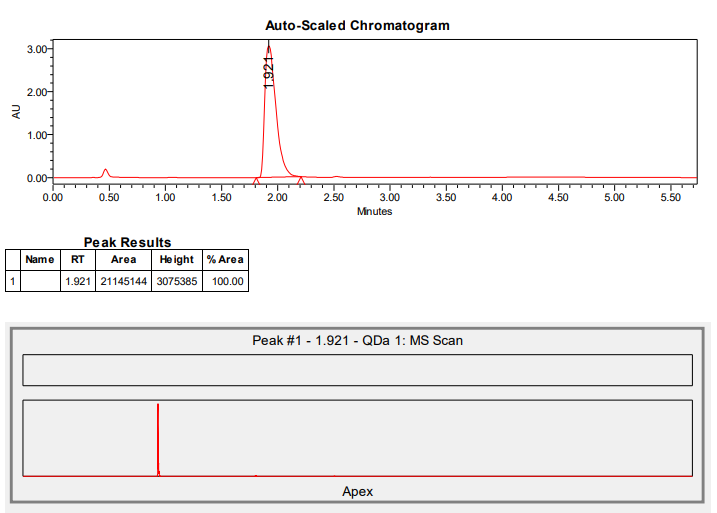 Auto-Scaled Chromatogram
3.00
2.00
1.00
0.00
AU
1.921
0.00 0.50 1.00 1.50 2.00 2.50 3.00 3.50 4.00 4.50 5.00 5.50
Minutes
Peak Results
Name RT Area Height % Area
1 1.921 21145144 3075385 100.00
Peak #1 - 1.921 - QDa 1: MS Scan
Apex